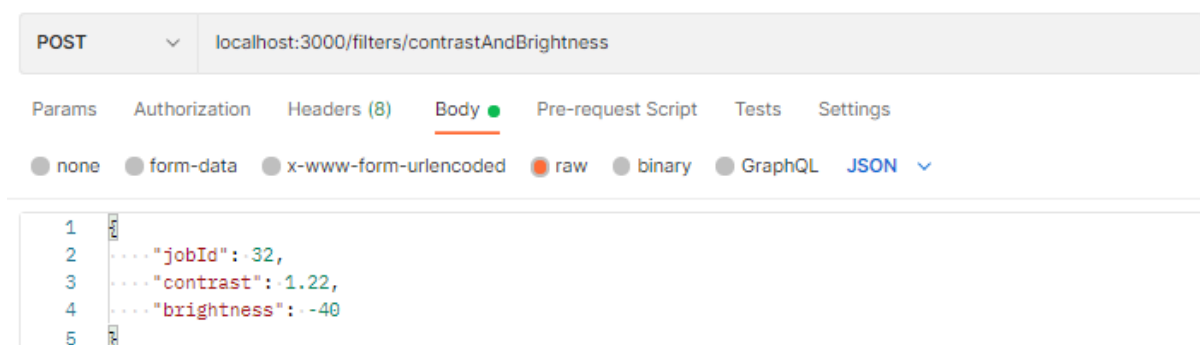 POST localhost:3000/filters/contrastAndBrightness
Params Authorization Headers (8) Body Pre-request Script Tests Settings
none form-data x-www-form-urlencoded raw binary GraphQL JSON
1 {
2 "jobId": 32,
3 "contrast": 1.22,
4 "brightness": -40
5 }